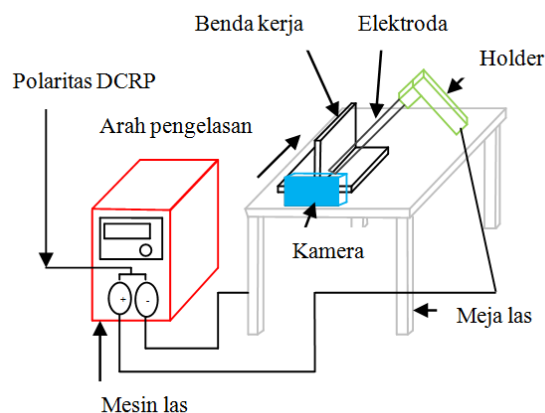 Benda kerja
Elektroda
Holder
Polaritas DCRP
Arah pengelasan
Kamera
+
-
Meja las
Mesin las